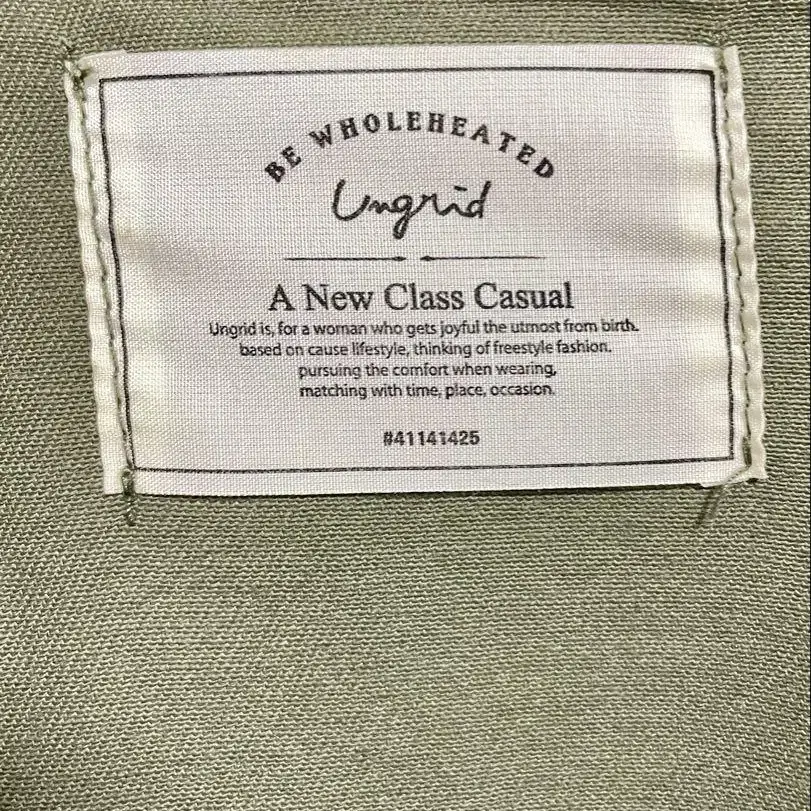 BE WHOLEHEATED
Ungrid
A New Class Casual
Ungrid is, for a woman who gets joyful the utmost from birth.
based on cause lifestyle, thinking of freestyle fashion.
pursuing the comfort when wearing,
matching with time, place, occasion.
#41141425